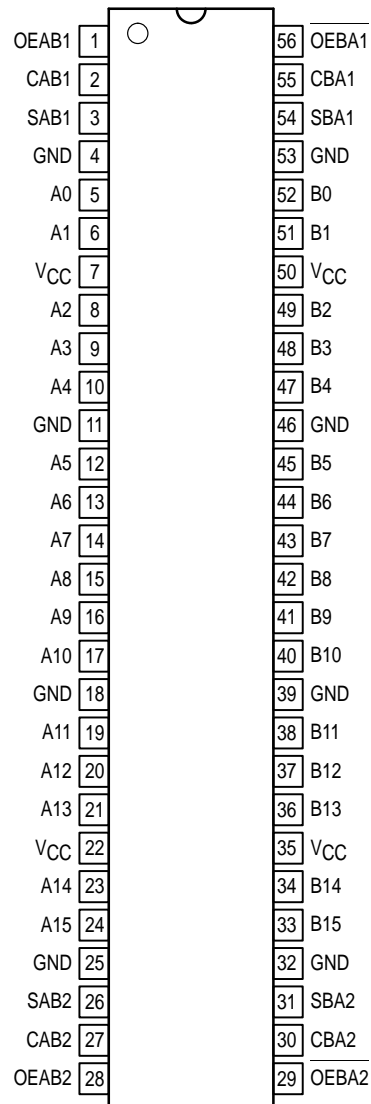 OEAB1 1 56 OEBA1
CAB1 2 55 CBA1
SAB1 3 54 SBA1
GND 4 53 GND
A0 5 52 B0
A1 6 51 B1
VCC 7 50 VCC
A2 8 49 B2
A3 9 48 B3
A4 10 47 B4
GND 11 46 GND
A5 12 45 B5
A6 13 44 B6
A7 14 43 B7
A8 15 42 B8
A9 16 41 B9
A10 17 40 B10
GND 18 39 GND
A11 19 38 B11
A12 20 37 B12
A13 21 36 B13
VCC 22 35 VCC
A14 23 34 B14
A15 24 33 B15
GND 25 32 GND
SAB2 26 31 SBA2
CAB2 27 30 CBA2
OEAB2 28 29 OEBA2